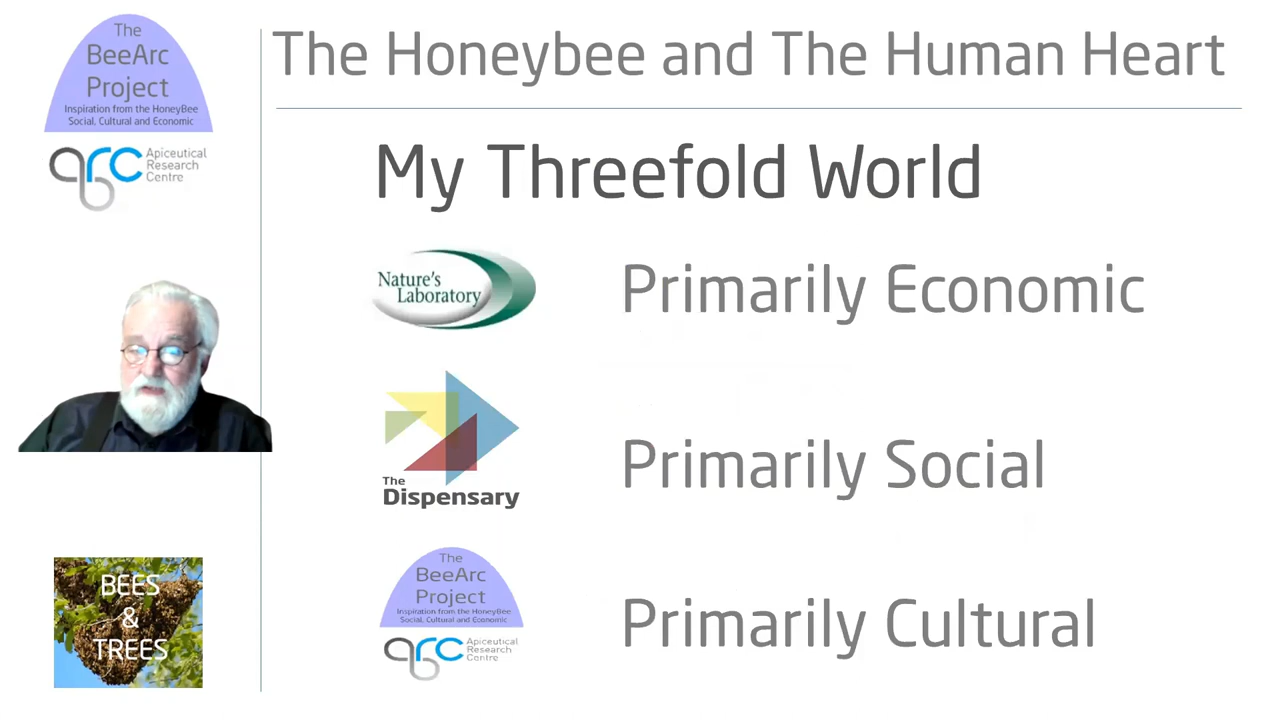 The
BeeArc
Project
Inspiration from the HoneyBee
Social, Cultural and Economic
arc Apiceutical
Research
Centre
The Honeybee and The Human Heart
My Threefold World
Nature's
Laboratory
Primarily Economic
The
Dispensary
Primarily Social
The
BeeArc
Project
Inspiration from the HoneyBee
Social, Cultural and Economic
arc Apiceutical
Research
Centre
Primarily Cultural
BEES
&
TREES